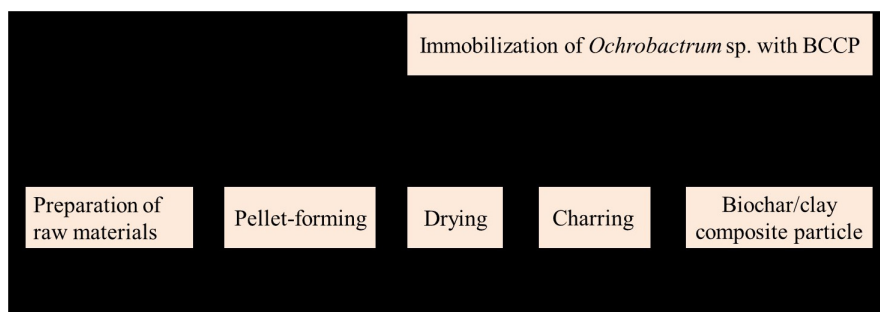 Immobilization of Ochrobactrum sp. with BCCP
Preparation of
raw materials
Pellet-forming
Drying
Charring
Biochar/clay
composite particle